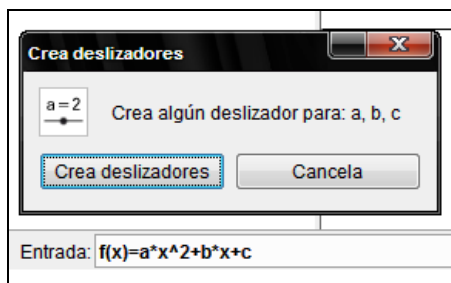 Crea deslizadores
a = 2
Crea algún deslizador para: a, b, c
Crea deslizadores
Cancela
Entrada: f(x)=a*x^2+b*x+c